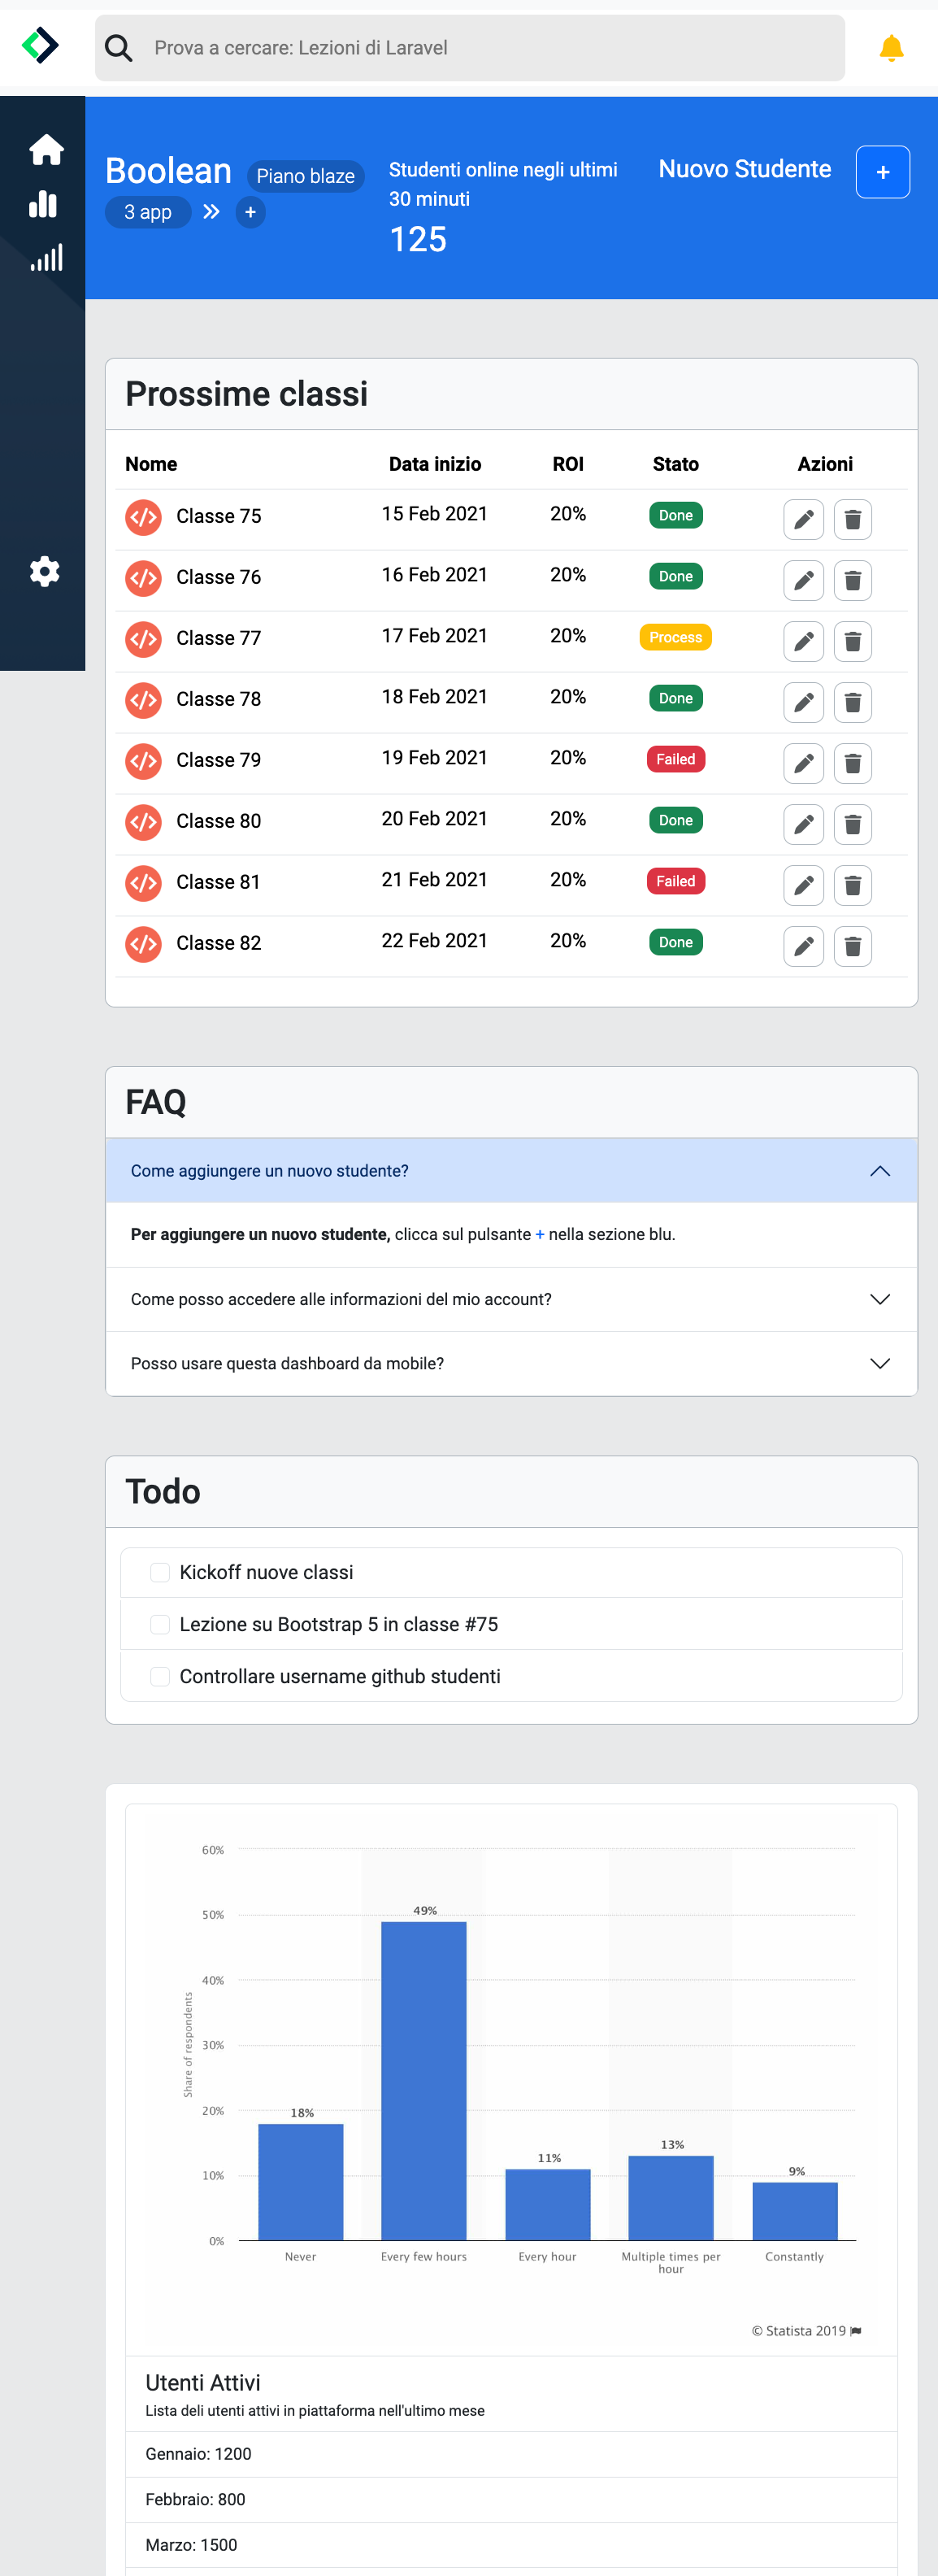 Prova a cercare: Lezioni di Laravel
Boolean Piano blaze
3 app
+
Studenti online negli ultimi
30 minuti
125
Nuovo Studente
+
Prossime classi
Nome Data inizio ROI Stato Azioni
Classe 75 15 Feb 2021 20% Done
Classe 76 16 Feb 2021 20% Done
Classe 77 17 Feb 2021 20% Process
Classe 78 18 Feb 2021 20% Done
Classe 79 19 Feb 2021 20% Failed
Classe 80 20 Feb 2021 20% Done
Classe 81 21 Feb 2021 20% Failed
Classe 82 22 Feb 2021 20% Done
FAQ
Come aggiungere un nuovo studente?
Per aggiungere un nuovo studente, clicca sul pulsante + nella sezione blu.
Come posso accedere alle informazioni del mio account?
Posso usare questa dashboard da mobile?
Todo
Kickoff nuove classi
Lezione su Bootstrap 5 in classe #75
Controllare username github studenti
Share of respondents
60%
50%
40%
30%
20%
10%
0%
18%
49%
11%
13%
9%
Never
Every few hours
Every hour
Multiple times per
hour
Constantly
© Statista 2019
Utenti Attivi
Lista deli utenti attivi in piattaforma nell'ultimo mese
Gennaio: 1200
Febbraio: 800
Marzo: 1500